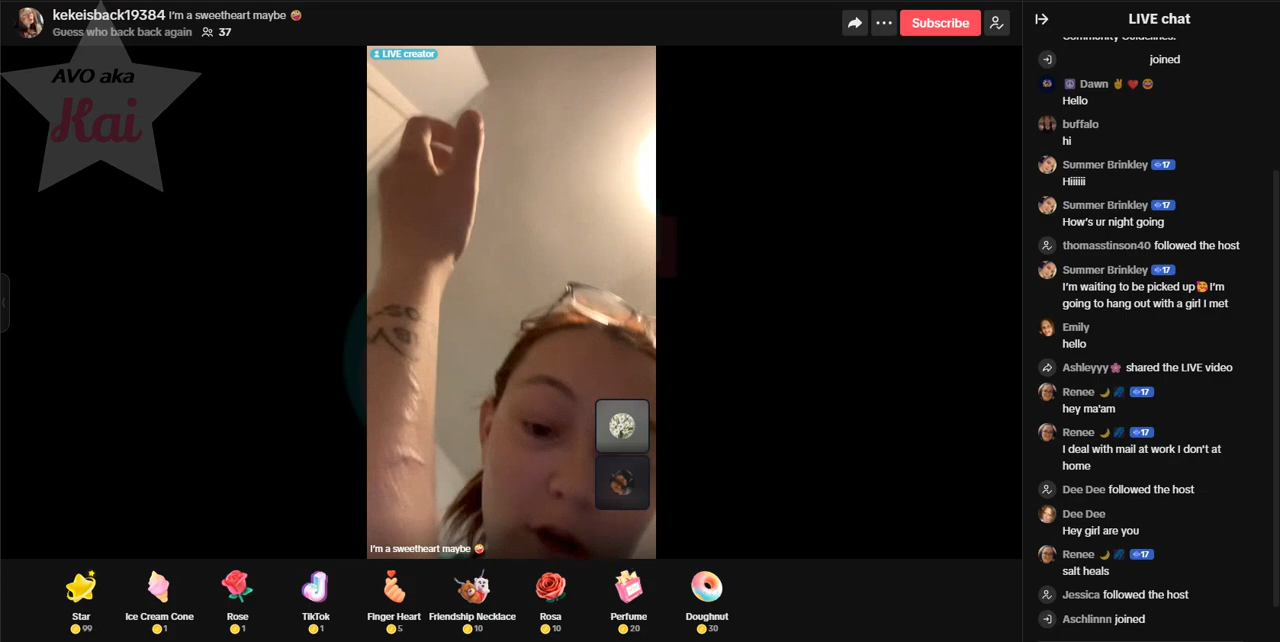 kekeisback19384 I'm a sweetheart maybe 🤪
Guess who back back again 37
Subscribe
AVO aka
Kai
LIVE creator
I'm a sweetheart maybe 🤪
Star
99
Ice Cream Cone
1
Rose
1
TikTok
1
Finger Heart
5
Friendship Necklace
10
Rosa
10
Perfume
20
Doughnut
30
LIVE chat
Community Guidelines.
joined
Dawn ✌️ ❤️ 😂
Hello
buffalo
hi
Summer Brinkley 17
Hiiiiii
Summer Brinkley 17
How's ur night going
thomasstinson40 followed the host
Summer Brinkley 17
I'm waiting to be picked up🥰I'm
going to hang out with a girl I met
Emily
hello
Ashleyyy🌸 shared the LIVE video
Renee 🌙 17
hey ma'am
Renee 🌙 17
I deal with mail at work I don't at
home
Dee Dee followed the host
Dee Dee
Hey girl are you
Renee 🌙 17
salt heals
Jessica followed the host
Aschlinnn joined